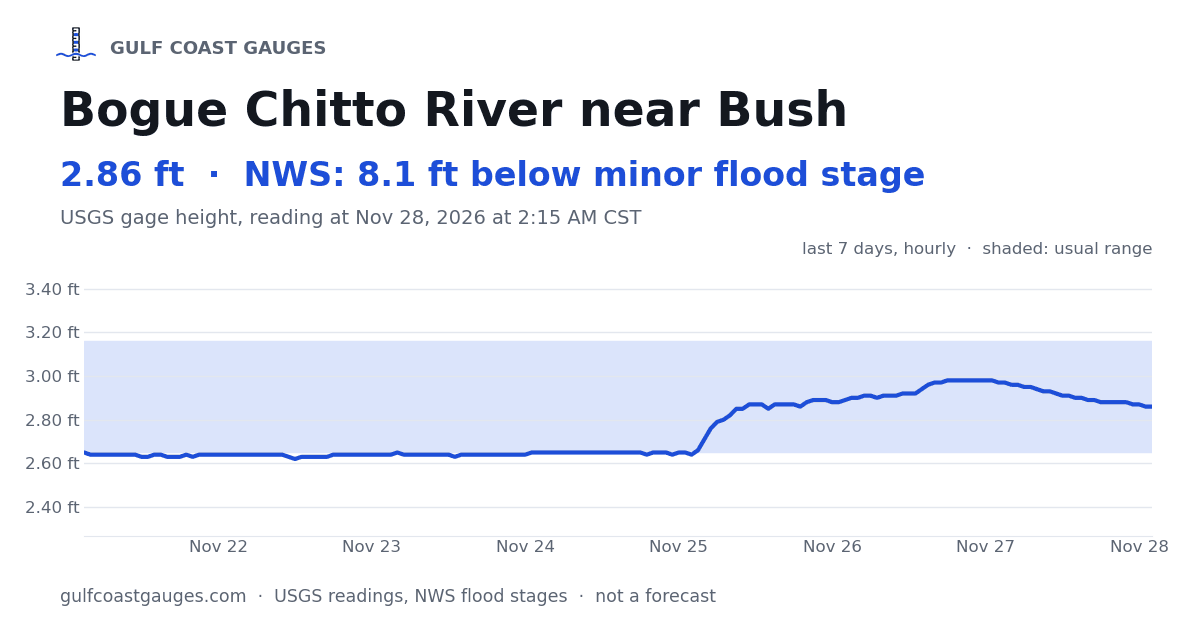 GULF COAST GAUGES
Bogue Chitto River near Bush
2.86 ft · NWS: 8.1 ft below minor flood stage
USGS gage height, reading at Nov 28, 2026 at 2:15 AM CST
last 7 days, hourly · shaded: usual range
3.40 ft
3.20 ft
3.00 ft
2.80 ft
2.60 ft
2.40 ft
Nov 22 Nov 23 Nov 24 Nov 25 Nov 26 Nov 27 Nov 28
gulfcoastgauges.com · USGS readings, NWS flood stages · not a forecast